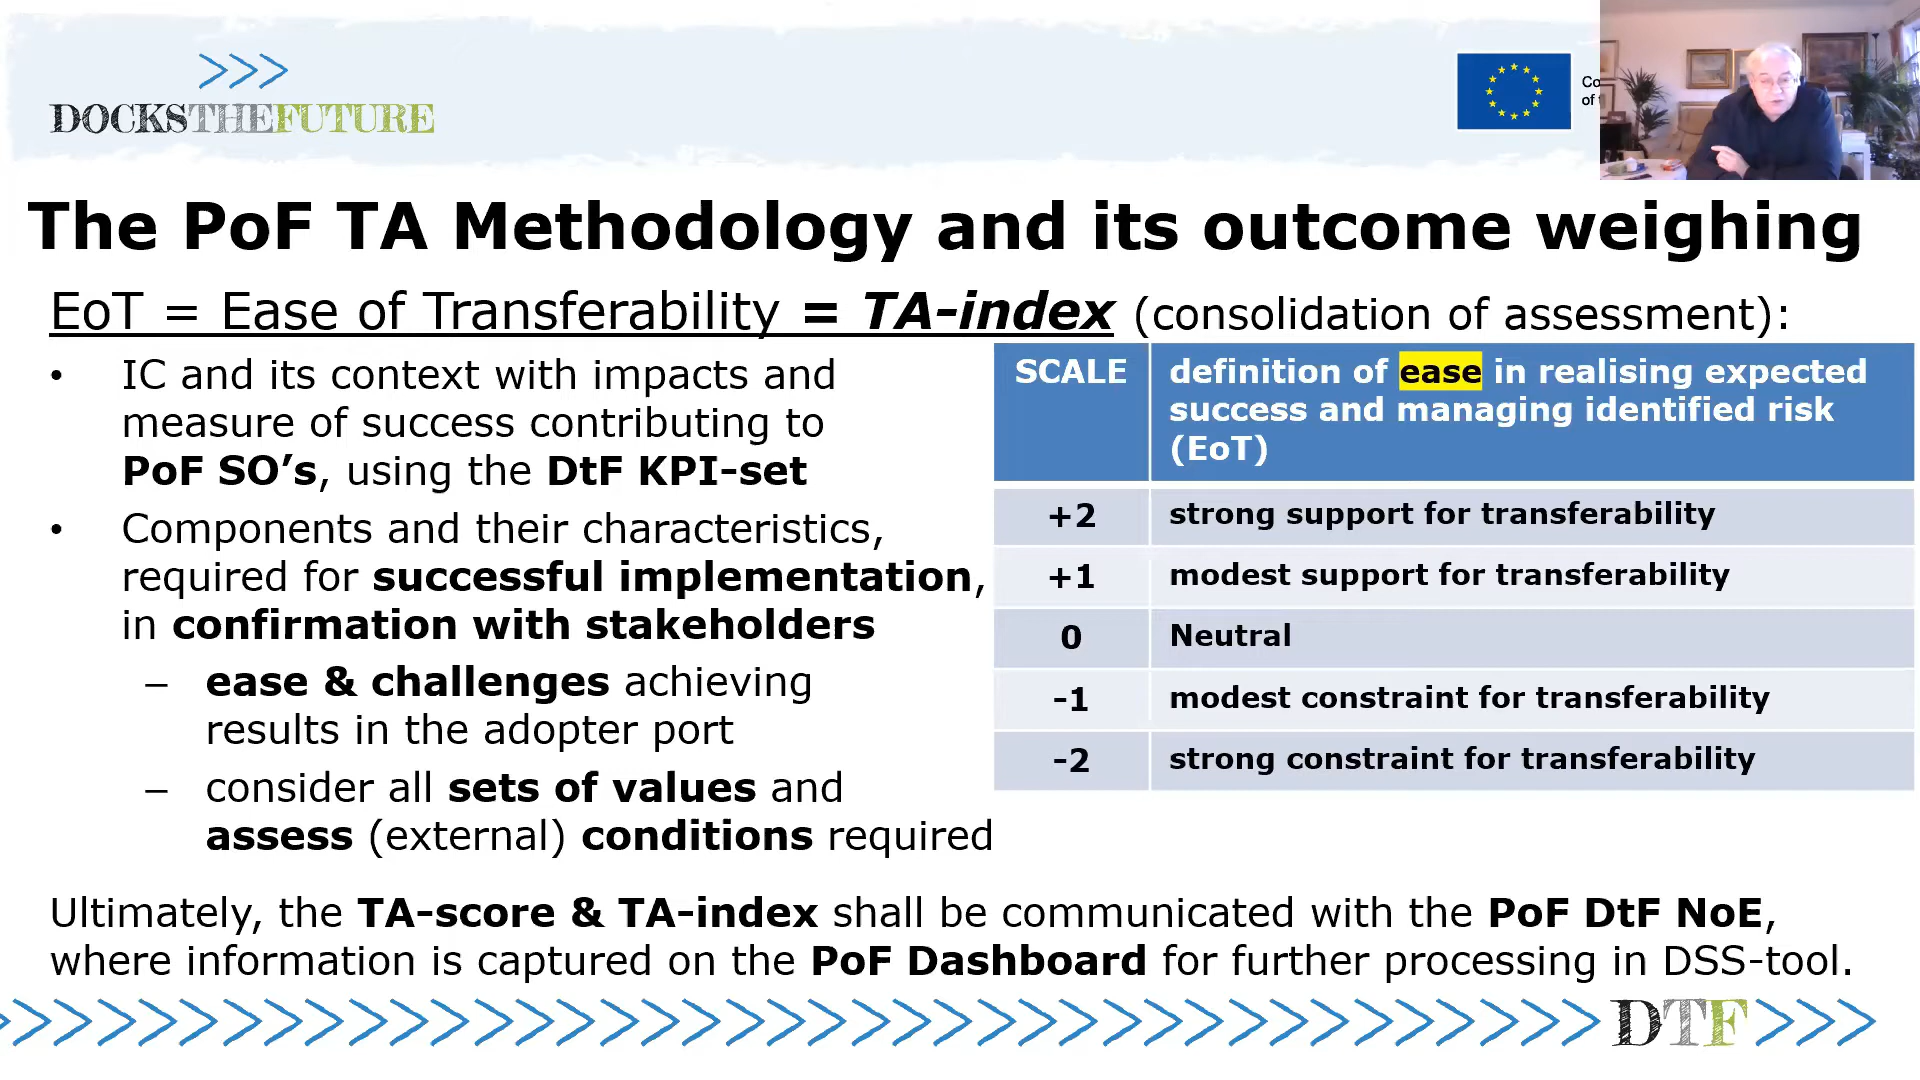 DOCKSTHEFUTURE
Co
of
The PoF TA Methodology and its outcome weighing
EoT = Ease of Transferability = TA-index (consolidation of assessment):
• IC and its context with impacts and
measure of success contributing to
PoF SO’s, using the DtF KPI-set
• Components and their characteristics,
required for successful implementation,
in confirmation with stakeholders
– ease & challenges achieving
results in the adopter port
– consider all sets of values and
assess (external) conditions required
SCALE
definition of ease in realising expected
success and managing identified risk
(EoT)
+2 strong support for transferability
+1 modest support for transferability
0 Neutral
-1 modest constraint for transferability
-2 strong constraint for transferability
Ultimately, the TA-score & TA-index shall be communicated with the PoF DtF NoE,
where information is captured on the PoF Dashboard for further processing in DSS-tool.
DTF